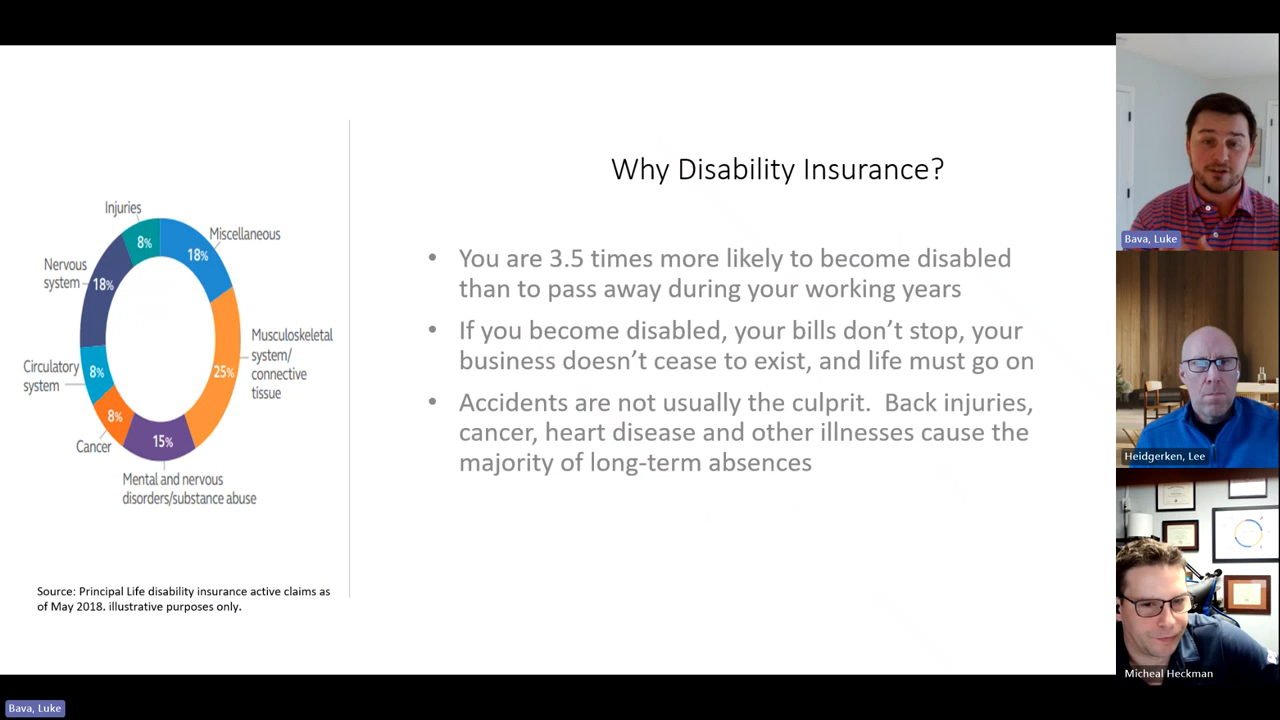 Why Disability Insurance?
Injuries
8%
Miscellaneous
18%
Nervous
system
18%
Musculoskeletal
system/
connective
tissue
25%
Circulatory
system
8%
8%
Cancer
15%
Mental and nervous
disorders/substance abuse
• You are 3.5 times more likely to become disabled
than to pass away during your working years
• If you become disabled, your bills don’t stop, your
business doesn’t cease to exist, and life must go on
• Accidents are not usually the culprit.  Back injuries,
cancer, heart disease and other illnesses cause the
majority of long-term absences
Source: Principal Life disability insurance active claims as
of May 2018. illustrative purposes only.
Bava, Luke
Heidgerken, Lee
Micheal Heckman
Bava, Luke